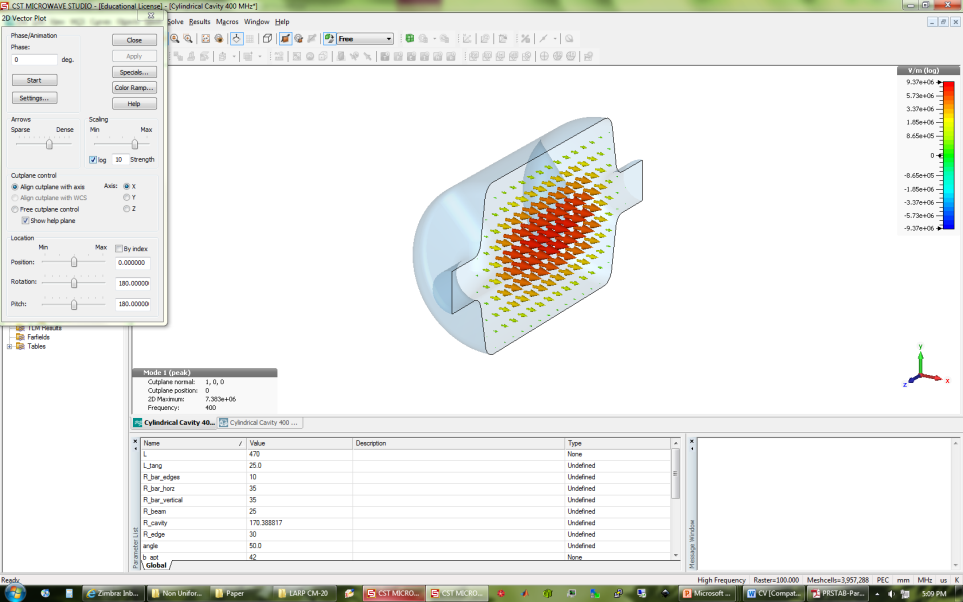 CST MICROWAVE STUDIO - [Educational License] - [Cylindrical Cavity 400 MHz*]
Solve Results Macros Window Help
2D Vector Plot
Phase/Animation
Phase:
0 deg.
Start
Settings...
Close
Apply
Specials...
Color Ramp...
Help
Arrows
Sparse Dense
Scaling
Min Max
log 10 Strength
Cutplane control
Align cutplane with axis
Align cutplane with WCS
Free cutplane control
Show help plane
Axis: X
Y
Z
Location
Min Max By index
Position: 0.000000
Rotation: 180.00000
Pitch: 180.00000
TLM Results
Farfields
Tables
Free
V/m (log)
9.37e+06
5.73e+06
3.37e+06
1.85e+06
8.65e+05
0
-8.65e+05
-1.85e+06
-3.37e+06
-5.73e+06
-9.37e+06
y
x
z
Mode 1 (peak)
Cutplane normal: 1, 0, 0
Cutplane position: 0
2D Maximum: 7.383e+06
Frequency: 400
Cylindrical Cavity 40... Cylindrical Cavity 400 ...
Name / Value Description Type
L 470 None
L_tang 25.0 Undefined
R_bar_edges 10 Undefined
R_bar_horz 35 Undefined
R_bar_vertical 35 Undefined
R_beam 25 Undefined
R_cavity 170.388817 Undefined
R_edge 30 Undefined
angle 50.0 Undefined
b_apt 42 None
Global
Parameter List
Message Window
Ready
High Frequency Raster=100.000 Meshcells=3,957,288 PEC mm MHz us K
Zimbra: Inb... Non Unifor... Paper LARP CM-20 CST MICRO... CST MICRO... Microsoft ... CV [Compat... PRSTAB-Par... 5:09 PM